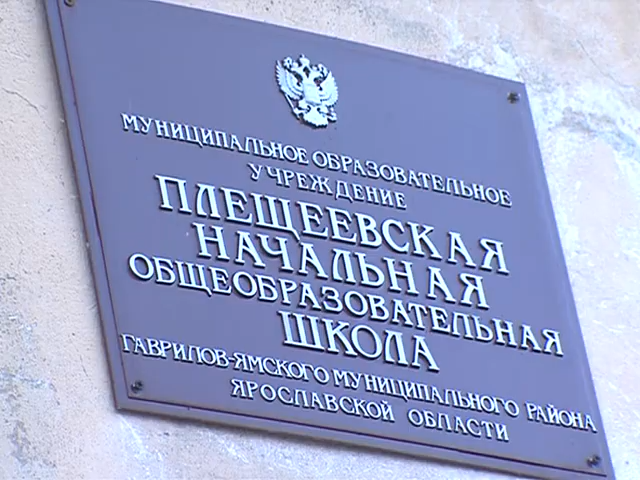 МУНИЦИПАЛЬНОЕ ОБРАЗОВАТЕЛЬНОЕ
УЧРЕЖДЕНИЕ
ПЛЕЩЕЕВСКАЯ
НАЧАЛЬНАЯ
ОБЩЕОБРАЗОВАТЕЛЬНАЯ
ШКОЛА
ГАВРИЛОВ-ЯМСКОГО МУНИЦИПАЛЬНОГО РАЙОНА
ЯРОСЛАВСКОЙ ОБЛАСТИ